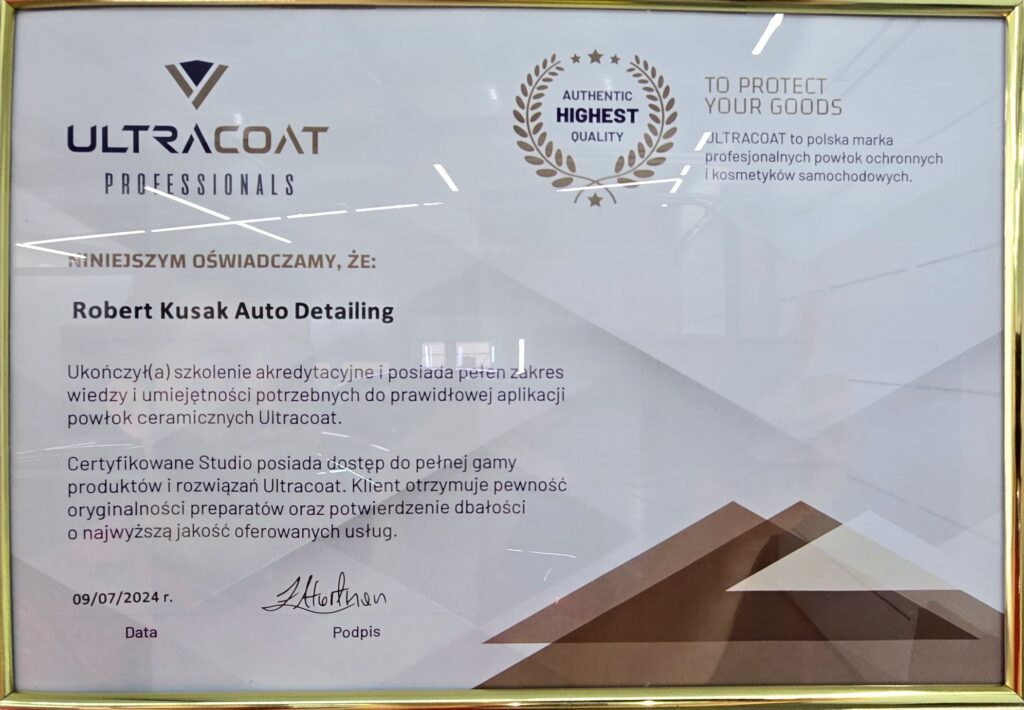 ULTRACOAT
PROFESSIONALS
AUTHENTIC
HIGHEST
QUALITY
TO PROTECT
YOUR GOODS
ULTRACOAT to polska marka
profesjonalnych powłok ochronnych
i kosmetyków samochodowych.
NINIEJSZYM OŚWIADCZAMY, ŻE:
Robert Kusak Auto Detailing
Ukończył(a) szkolenie akredytacyjne i posiada pełen zakres
wiedzy i umiejętności potrzebnych do prawidłowej aplikacji
powłok ceramicznych Ultracoat.
Certyfikowane Studio posiada dostęp do pełnej gamy
produktów i rozwiązań Ultracoat. Klient otrzymuje pewność
oryginalności preparatów oraz potwierdzenie dbałości
o najwyższą jakość oferowanych usług.
09/07/2024 r.
Data
Podpis